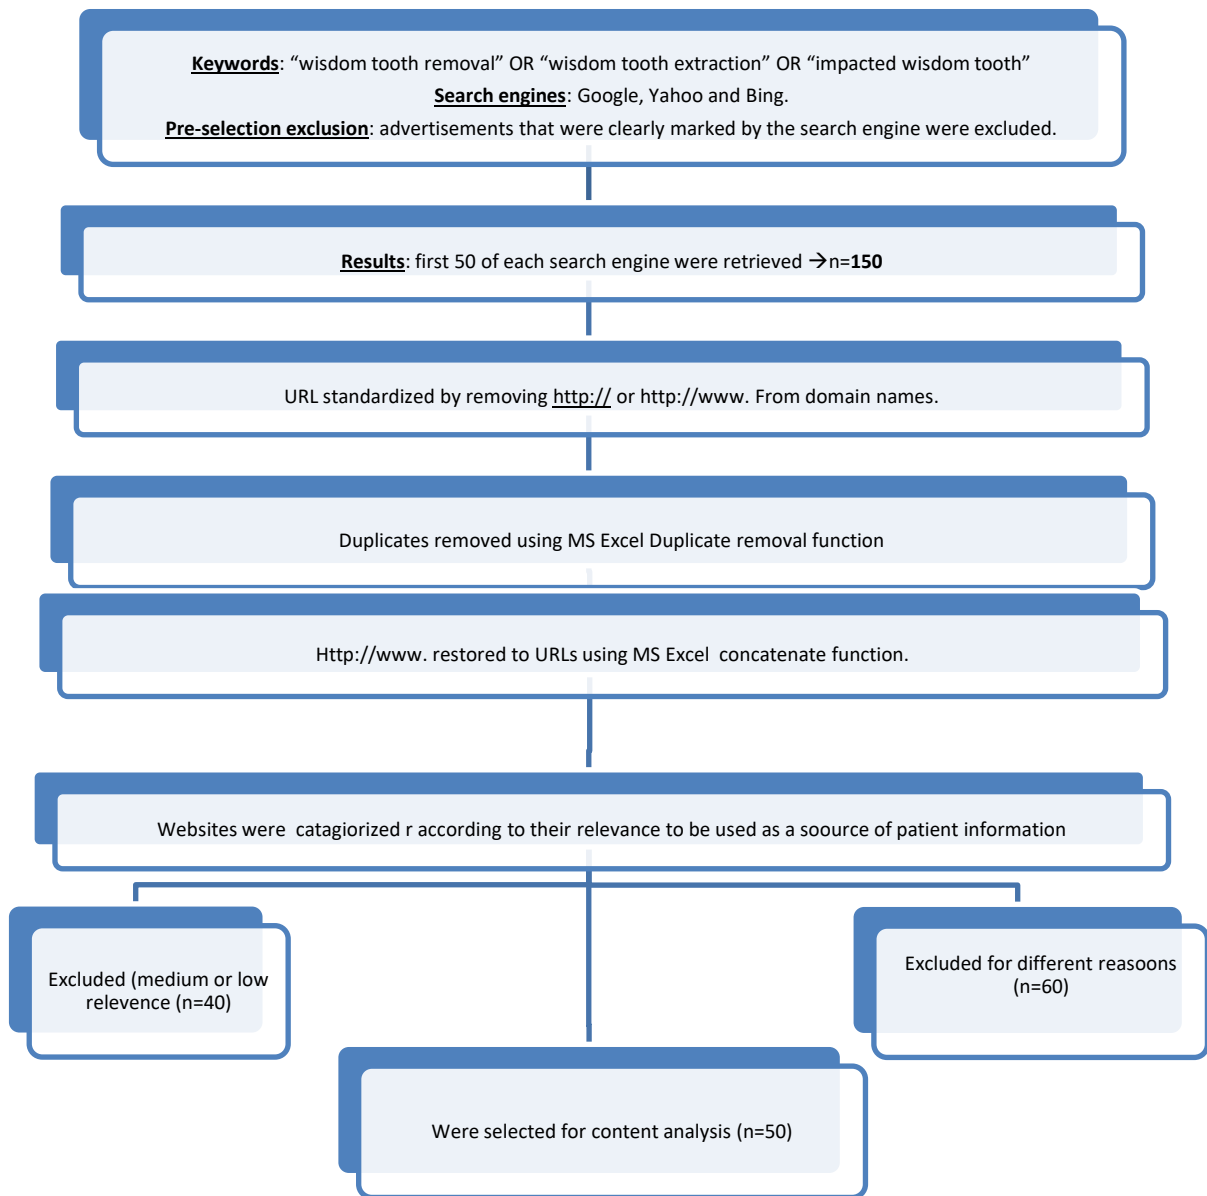 Keywords: “wisdom tooth removal” OR “wisdom tooth extraction” OR “impacted wisdom tooth”
Search engines: Google, Yahoo and Bing.
Pre-selection exclusion: advertisements that were clearly marked by the search engine were excluded.
Results: first 50 of each search engine were retrieved →n=150
URL standardized by removing http:// or http://www. From domain names.
Duplicates removed using MS Excel Duplicate removal function
Http://www. restored to URLs using MS Excel concatenate function.
Websites were catagiorized r according to their relevance to be used as a soource of patient information
Excluded (medium or low
relevence (n=40)
Excluded for different reasoons
(n=60)
Were selected for content analysis (n=50)